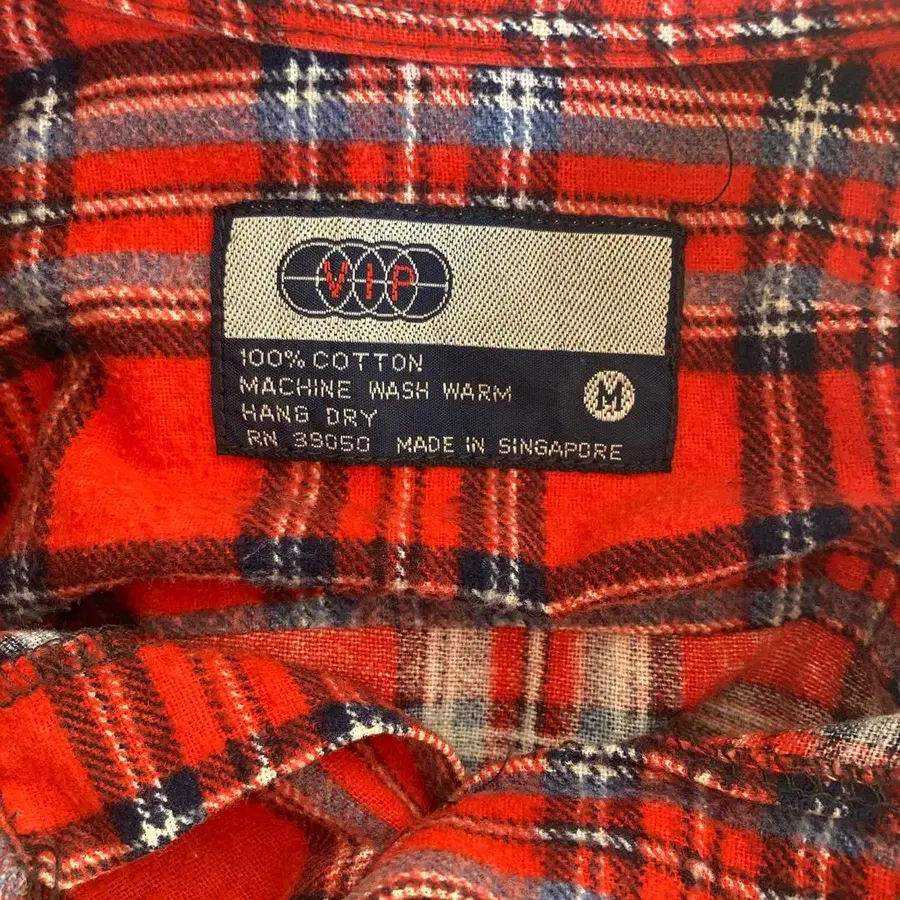 VIP
100% COTTON
MACHINE WASH WARM
HANG DRY
M
RN 39050 MADE IN SINGAPORE